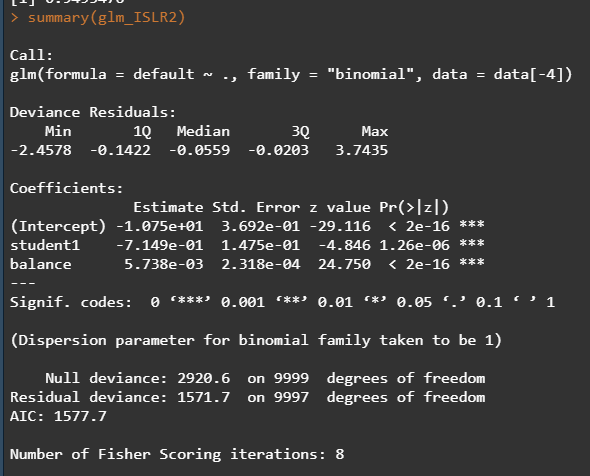 > summary(glm_ISLR2)
Call:
glm(formula = default ~ ., family = "binomial", data = data[-4])
Deviance Residuals:
    Min       1Q   Median       3Q      Max
-2.4578  -0.1422  -0.0559  -0.0203   3.7435
Coefficients:
              Estimate Std. Error z value Pr(>|z|)
(Intercept) -1.075e+01  3.692e-01 -29.116  < 2e-16 ***
student1    -7.149e-01  1.475e-01  -4.846 1.26e-06 ***
balance      5.738e-03  2.318e-04  24.750  < 2e-16 ***
---
Signif. codes:  0 ‘***’ 0.001 ‘**’ 0.01 ‘*’ 0.05 ‘.’ 0.1 ‘ ’ 1
(Dispersion parameter for binomial family taken to be 1)
    Null deviance: 2920.6  on 9999  degrees of freedom
Residual deviance: 1571.7  on 9997  degrees of freedom
AIC: 1577.7
Number of Fisher Scoring iterations: 8